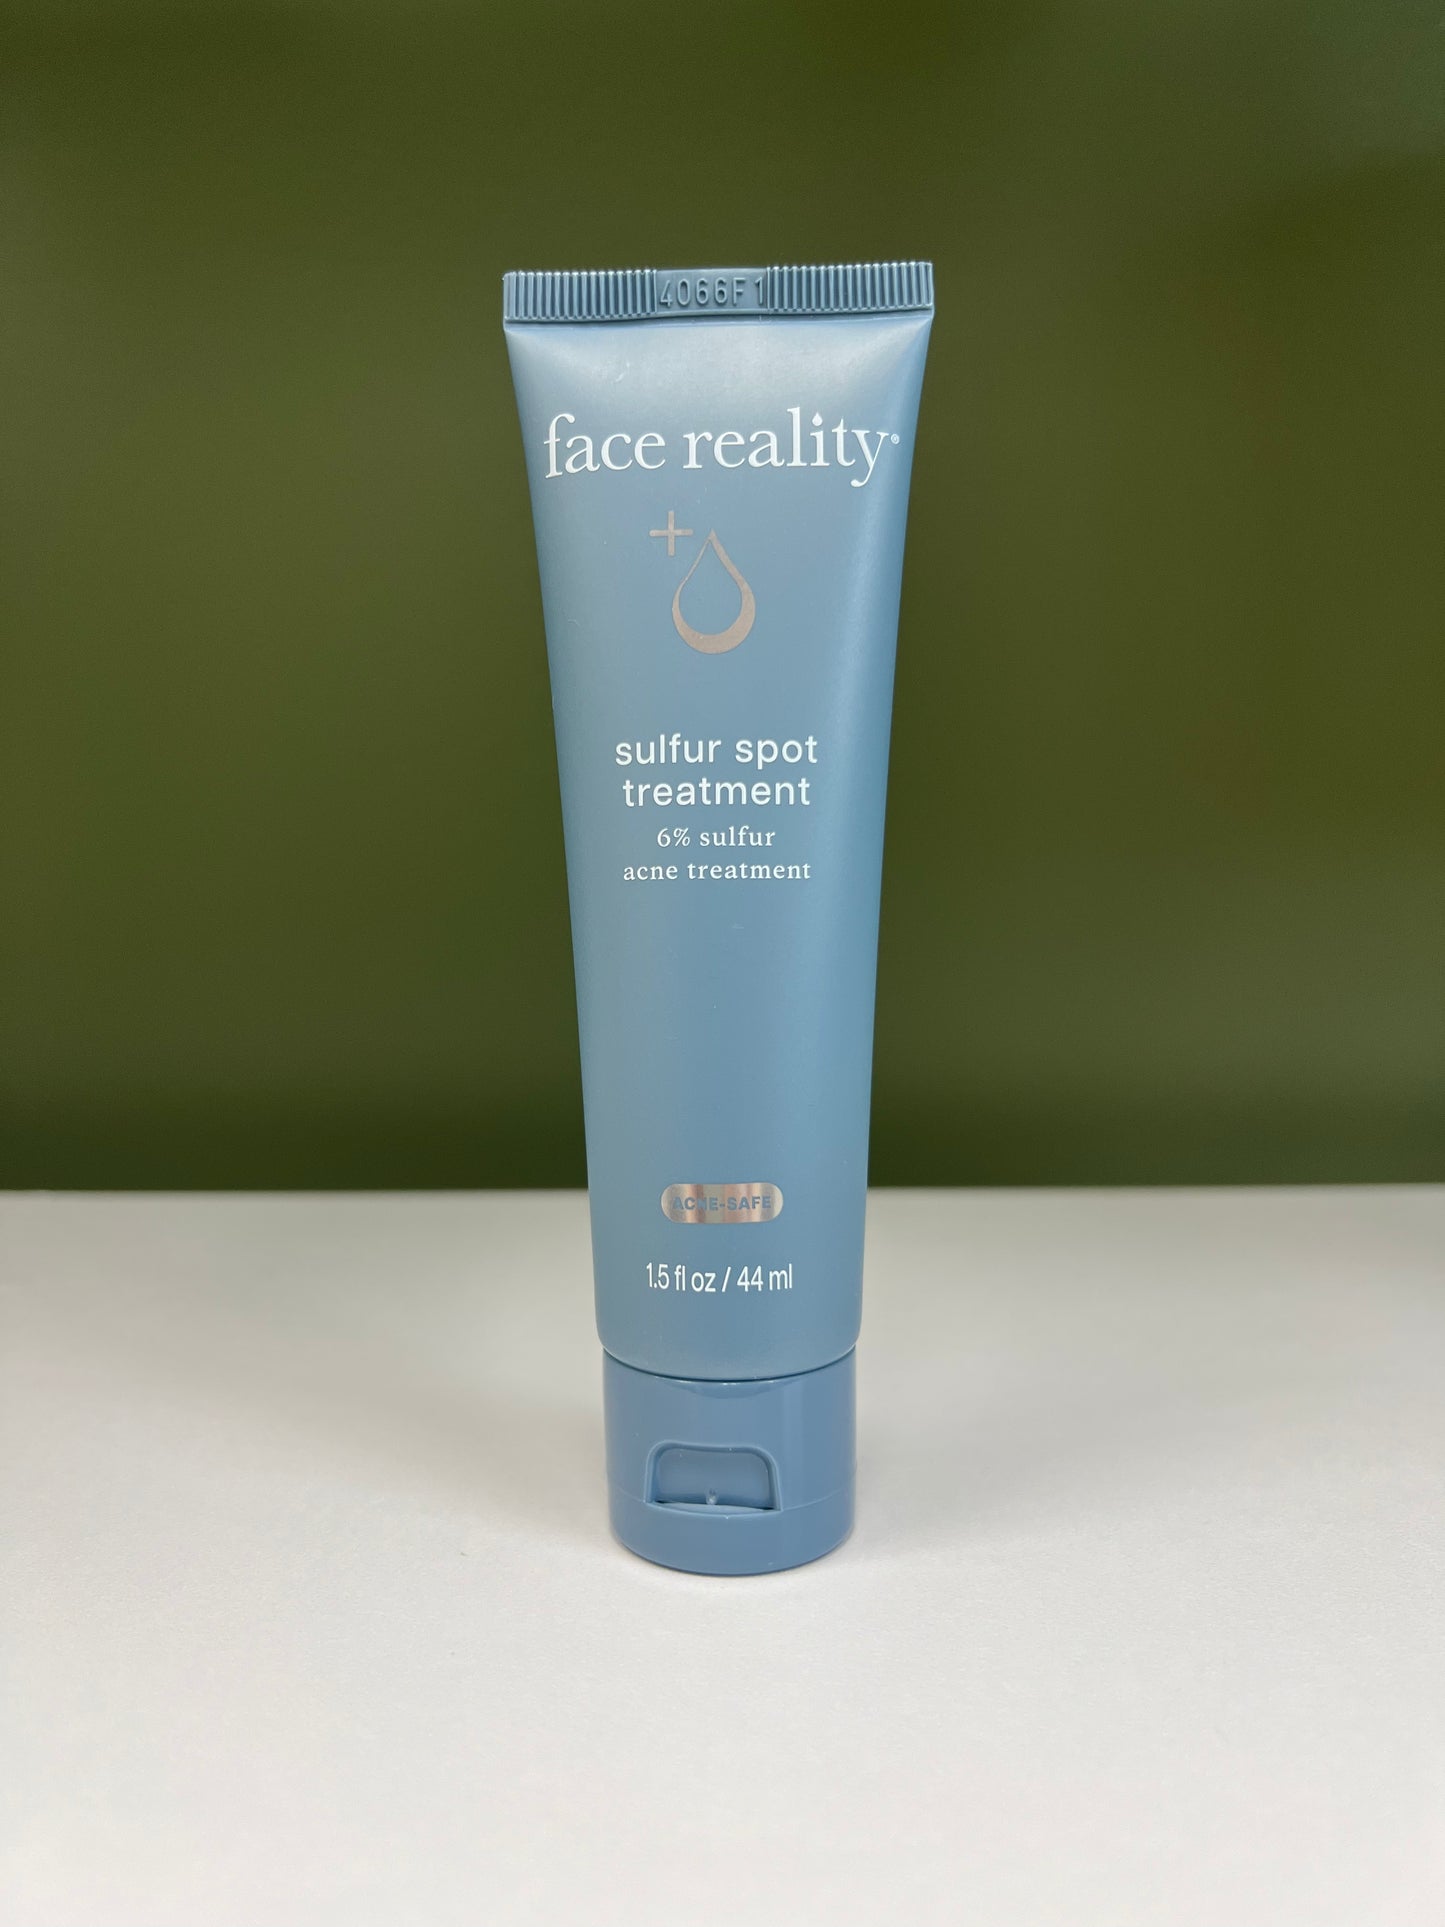 4066F1
face reality®
sulfur spot
treatment
6% sulfur
acne treatment
ACNE-SAFE
1.5 fl oz / 44 ml